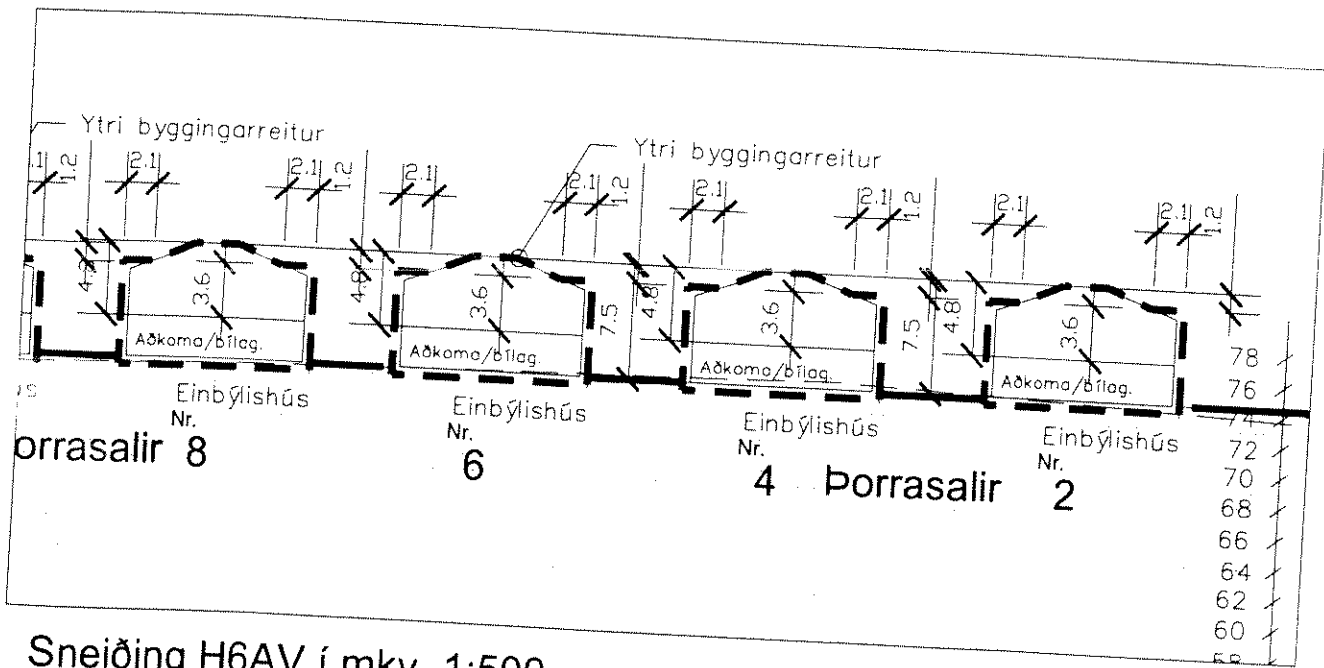 Ytri byggingarreitur
Ytri byggingarreitur
.1 1.2 2.1 2.1 1.2 2.1 2.1 1.2 2.1 2.1 1.2 2.1 2.1 1.2
3.6 4.8 3.6 7.5 4.8 3.6 7.5 4.8 3.6
Aðkoma/bílag. Aðkoma/bílag. Aðkoma/bílag. Aðkoma/bílag.
Einbýlishús Einbýlishús Einbýlishús Einbýlishús
Nr. Nr. Nr. Nr.
orrasalir 8 6 4 Þorrasalir 2
78
76
74
72
70
68
66
64
62
60
58
Sneiðing H6AV í mkv. 1:500